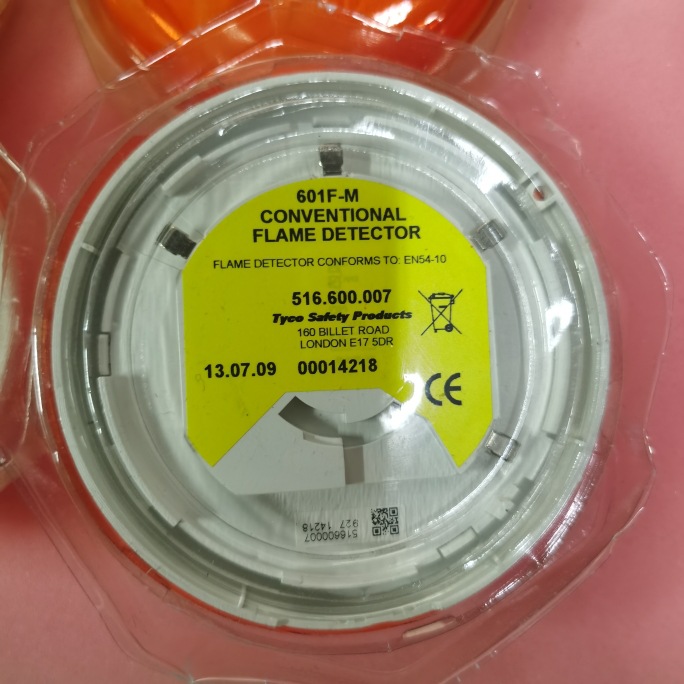 601F-M
CONVENTIONAL
FLAME DETECTOR
FLAME DETECTOR CONFORMS TO: EN54-10
516.600.007
Tyco Safety Products
160 BILLET ROAD
LONDON E17 5DR
13.07.09 00014218
CE
516600007
927 14218